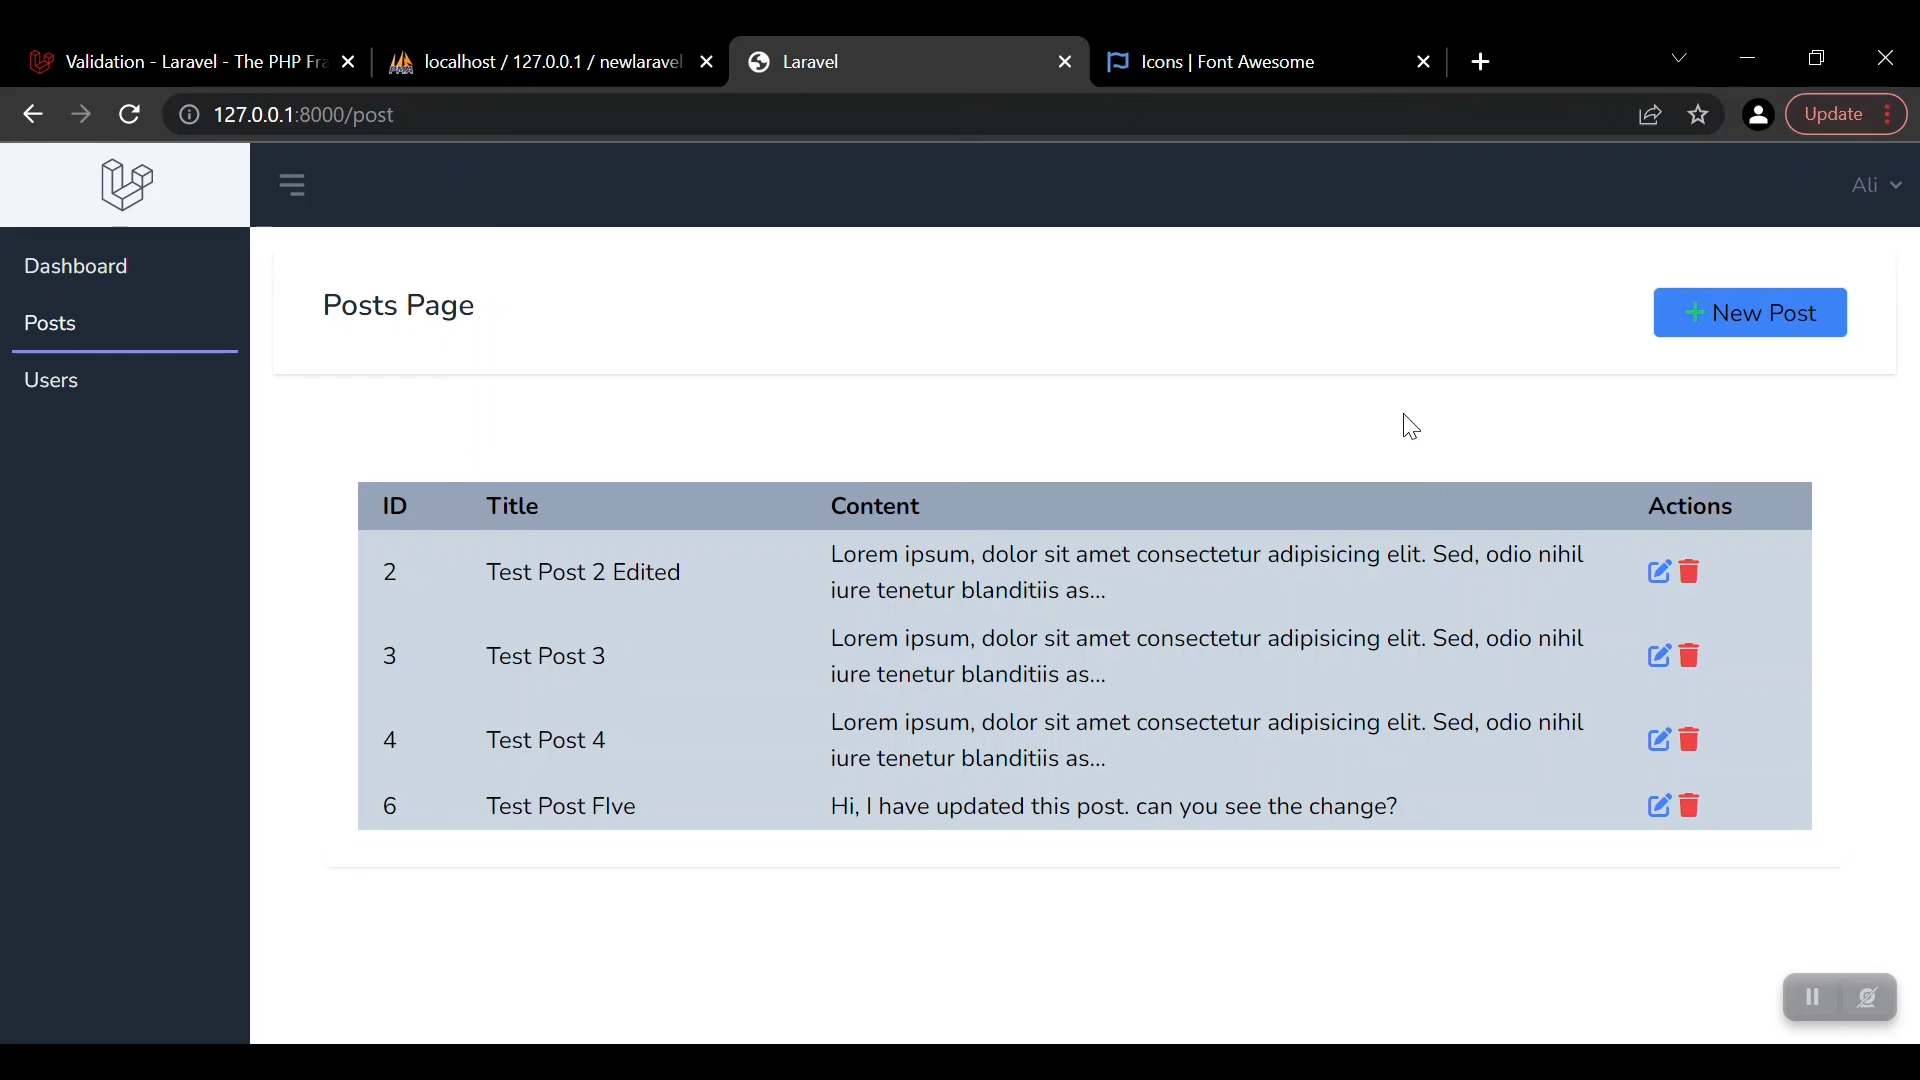 Validation - Laravel - The PHP Fra
localhost / 127.0.0.1 / newlaravel
Laravel
Icons | Font Awesome
127.0.0.1:8000/post
Update
Ali
Dashboard
Posts
Users
Posts Page
+ New Post
ID Title Content Actions
2 Test Post 2 Edited Lorem ipsum, dolor sit amet consectetur adipisicing elit. Sed, odio nihil
iure tenetur blanditiis as...
3 Test Post 3 Lorem ipsum, dolor sit amet consectetur adipisicing elit. Sed, odio nihil
iure tenetur blanditiis as...
4 Test Post 4 Lorem ipsum, dolor sit amet consectetur adipisicing elit. Sed, odio nihil
iure tenetur blanditiis as...
6 Test Post FIve Hi, I have updated this post. can you see the change?